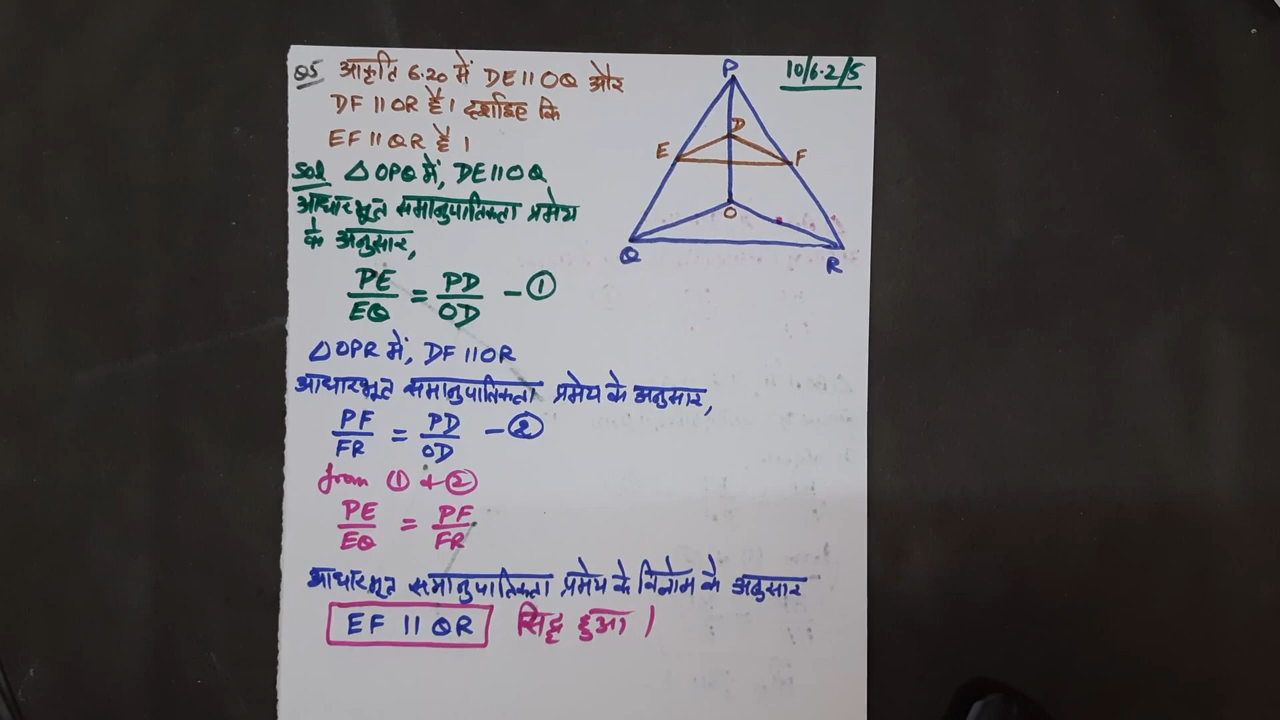 Q5 आकृति 6.20 में DE || OQ और
DF || OR है। दर्शाइए कि
EF || QR है।
Sol △OPQ में, DE || OQ
आधारभूत समानुपातिकता प्रमेय
के अनुसार,
PE/EQ = PD/OD - ①
△OPR में, DF || OR
आधारभूत समानुपातिकता प्रमेय के अनुसार,
PF/FR = PD/OD - ②
from ① + ②
PE/EQ = PF/FR
आधारभूत समानुपातिकता प्रमेय के विलोम के अनुसार
EF || QR सिद्ध हुआ।
10/6.2/5
P
D
E F
O
Q R